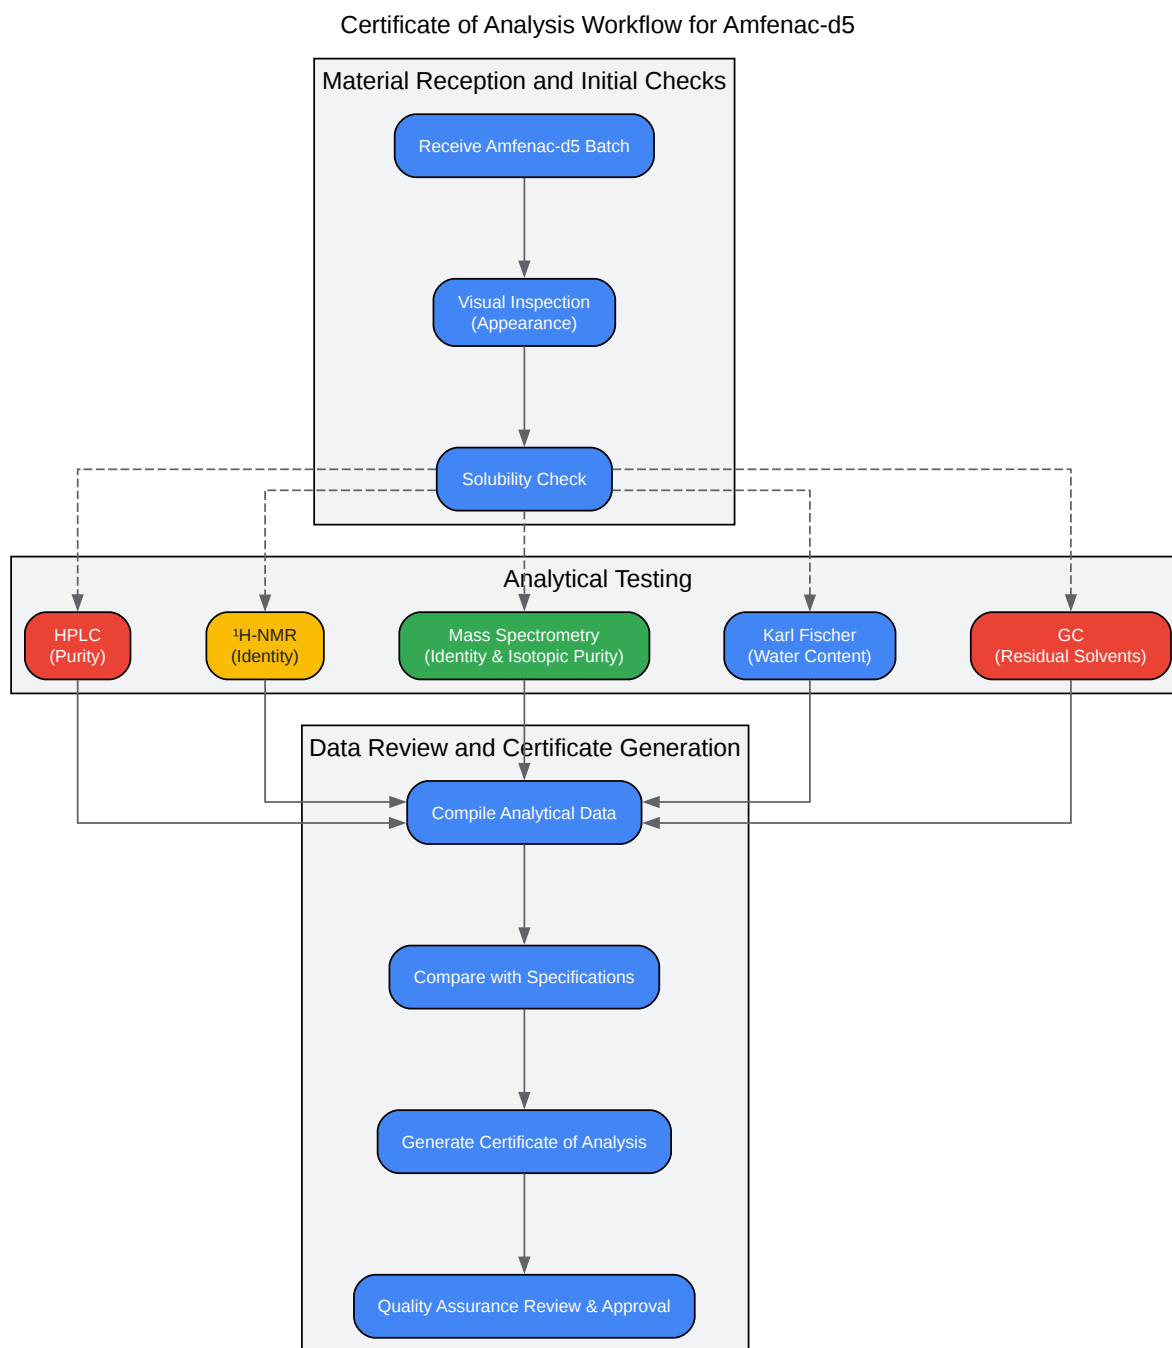 Certificate of Analysis Workflow for Amfenac-d5
Material Reception and Initial Checks
Receive Amfenac-d5 Batch
Visual Inspection
(Appearance)
Solubility Check
Analytical Testing
HPLC
(Purity)
¹H-NMR
(Identity)
Mass Spectrometry
(Identity & Isotopic Purity)
Karl Fischer
(Water Content)
GC
(Residual Solvents)
Data Review and Certificate Generation
Compile Analytical Data
Compare with Specifications
Generate Certificate of Analysis
Quality Assurance Review & Approval